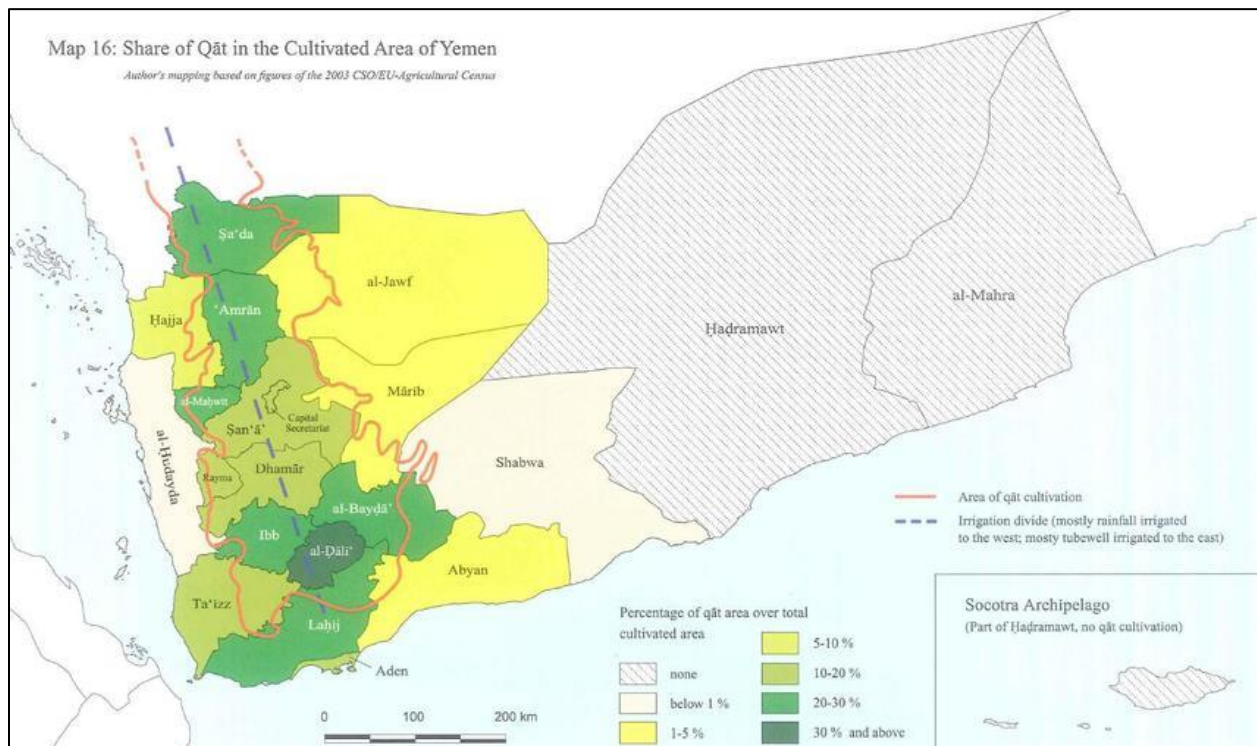 Map 16: Share of Qāt in the Cultivated Area of Yemen
Author's mapping based on figures of the 2003 CSO/EU-Agricultural Census
Ṣa‘da
al-Jawf
‘Amrān
Ḥajja
al-Mahra
Ḥaḍramawt
Mārib
al-Maḥwīt
Capital
Secretariat
Ṣan‘ā’
al-Ḥudayda
Shabwa
Dhamār
Rayma
al-Bayḍā’
Ibb
al-Ḍāli‘
Abyan
Ta‘izz
Laḥij
Aden
Area of qāt cultivation
Irrigation divide (mostly rainfall irrigated
to the west; mosty tubewell irrigated to the east)
Percentage of qāt area over total
cultivated area
none
below 1 %
1-5 %
5-10 %
10-20 %
20-30 %
30 % and above
0 100 200 km
Socotra Archipelago
(Part of Ḥaḍramawt, no qāt cultivation)